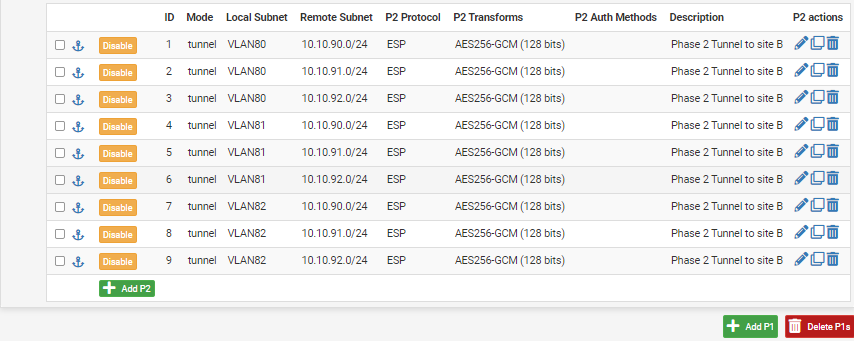 ID Mode Local Subnet Remote Subnet P2 Protocol P2 Transforms P2 Auth Methods Description P2 actions
Disable 1 tunnel VLAN80 10.10.90.0/24 ESP AES256-GCM (128 bits) Phase 2 Tunnel to site B
Disable 2 tunnel VLAN80 10.10.91.0/24 ESP AES256-GCM (128 bits) Phase 2 Tunnel to site B
Disable 3 tunnel VLAN80 10.10.92.0/24 ESP AES256-GCM (128 bits) Phase 2 Tunnel to site B
Disable 4 tunnel VLAN81 10.10.90.0/24 ESP AES256-GCM (128 bits) Phase 2 Tunnel to site B
Disable 5 tunnel VLAN81 10.10.91.0/24 ESP AES256-GCM (128 bits) Phase 2 Tunnel to site B
Disable 6 tunnel VLAN81 10.10.92.0/24 ESP AES256-GCM (128 bits) Phase 2 Tunnel to site B
Disable 7 tunnel VLAN82 10.10.90.0/24 ESP AES256-GCM (128 bits) Phase 2 Tunnel to site B
Disable 8 tunnel VLAN82 10.10.91.0/24 ESP AES256-GCM (128 bits) Phase 2 Tunnel to site B
Disable 9 tunnel VLAN82 10.10.92.0/24 ESP AES256-GCM (128 bits) Phase 2 Tunnel to site B
Add P2
Add P1 Delete P1s